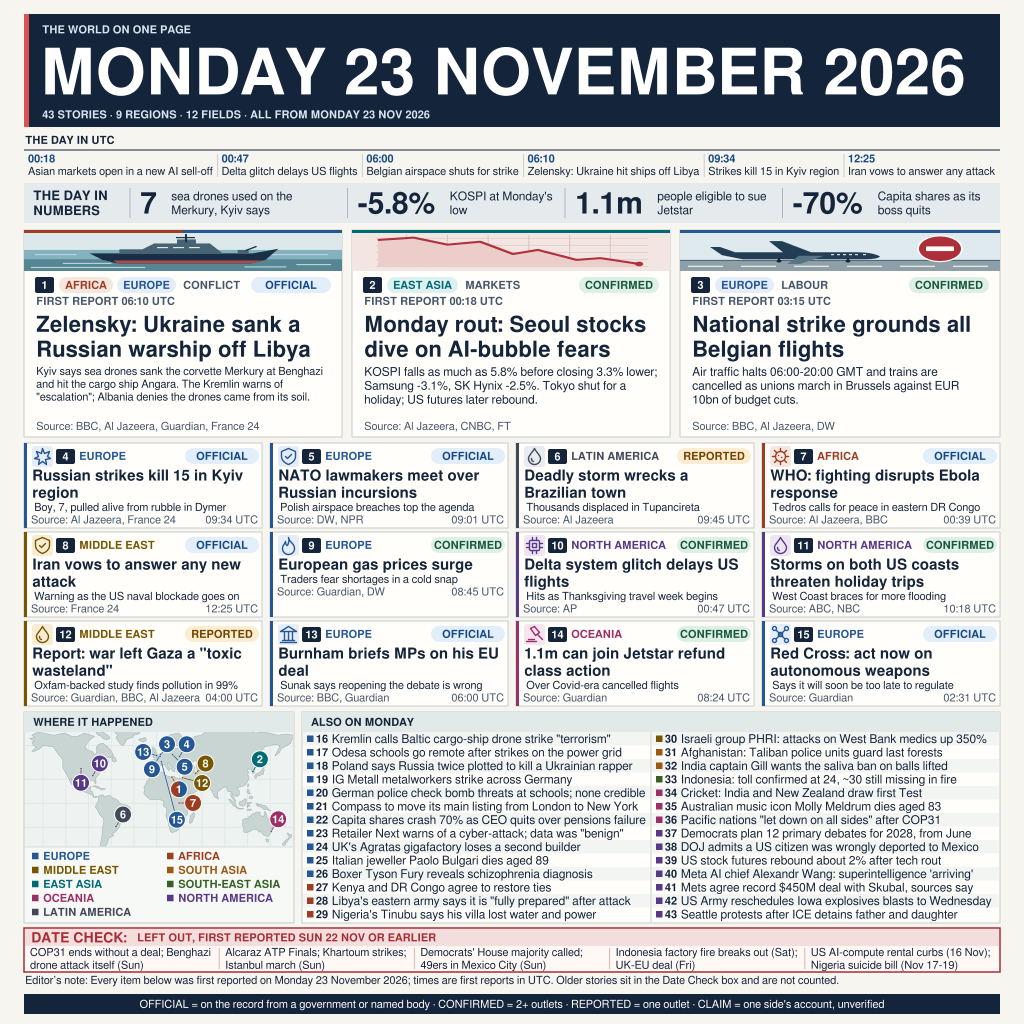 THE WORLD ON ONE PAGE
MONDAY 23 NOVEMBER 2026
43 STORIES · 9 REGIONS · 12 FIELDS · ALL FROM MONDAY 23 NOV 2026
THE DAY IN UTC
00:18
Asian markets open in a new AI sell-off
00:47
Delta glitch delays US flights
06:00
Belgian airspace shuts for strike
06:10
Zelensky: Ukraine hit ships off Libya
09:34
Strikes kill 15 in Kyiv region
12:25
Iran vows to answer any attack
THE DAY IN
NUMBERS
7
sea drones used on the
Merkury, Kyiv says
-5.8%
KOSPI at Monday's
low
1.1m
people eligible to sue
Jetstar
-70%
Capita shares as its
boss quits
1 AFRICA EUROPE CONFLICT OFFICIAL
FIRST REPORT 06:10 UTC
Zelensky: Ukraine sank a
Russian warship off Libya
Kyiv says sea drones sank the corvette Merkury at Benghazi
and hit the cargo ship Angara. The Kremlin warns of
"escalation"; Albania denies the drones came from its soil.
Source: BBC, Al Jazeera, Guardian, France 24
2 EAST ASIA MARKETS CONFIRMED
FIRST REPORT 00:18 UTC
Monday rout: Seoul stocks
dive on AI-bubble fears
KOSPI falls as much as 5.8% before closing 3.3% lower;
Samsung -3.1%, SK Hynix -2.5%. Tokyo shut for a
holiday; US futures later rebound.
Source: Al Jazeera, CNBC, FT
3 EUROPE LABOUR CONFIRMED
FIRST REPORT 03:15 UTC
National strike grounds all
Belgian flights
Air traffic halts 06:00-20:00 GMT and trains are
cancelled as unions march in Brussels against EUR
10bn of budget cuts.
Source: BBC, Al Jazeera, DW
4 EUROPE OFFICIAL
Russian strikes kill 15 in Kyiv
region
Boy, 7, pulled alive from rubble in Dymer
Source: Al Jazeera, France 24 09:34 UTC
5 EUROPE OFFICIAL
NATO lawmakers meet over
Russian incursions
Polish airspace breaches top the agenda
Source: DW, NPR 09:01 UTC
6 LATIN AMERICA REPORTED
Deadly storm wrecks a
Brazilian town
Thousands displaced in Tupancireta
Source: Al Jazeera 09:45 UTC
7 AFRICA OFFICIAL
WHO: fighting disrupts Ebola
response
Tedros calls for peace in eastern DR Congo
Source: Al Jazeera, BBC 00:39 UTC
8 MIDDLE EAST OFFICIAL
Iran vows to answer any new
attack
Warning as the US naval blockade goes on
Source: France 24 12:25 UTC
9 EUROPE CONFIRMED
European gas prices surge
Traders fear shortages in a cold snap
Source: Guardian, DW 08:45 UTC
10 NORTH AMERICA CONFIRMED
Delta system glitch delays US
flights
Hits as Thanksgiving travel week begins
Source: AP 00:47 UTC
11 NORTH AMERICA CONFIRMED
Storms on both US coasts
threaten holiday trips
West Coast braces for more flooding
Source: ABC, NBC 10:18 UTC
12 MIDDLE EAST REPORTED
Report: war left Gaza a "toxic
wasteland"
Oxfam-backed study finds pollution in 99%
Source: Guardian, BBC, Al Jazeera 04:00 UTC
13 EUROPE OFFICIAL
Burnham briefs MPs on his EU
deal
Sunak says reopening the debate is wrong
Source: BBC, Guardian 06:00 UTC
14 OCEANIA CONFIRMED
1.1m can join Jetstar refund
class action
Over Covid-era cancelled flights
Source: Guardian 08:24 UTC
15 EUROPE OFFICIAL
Red Cross: act now on
autonomous weapons
Says it will soon be too late to regulate
Source: Guardian 02:31 UTC
WHERE IT HAPPENED
3 4
13
10 8 2
9 5
11 12
1
7
6 15 14
EUROPE AFRICA
MIDDLE EAST SOUTH ASIA
EAST ASIA SOUTH-EAST ASIA
OCEANIA NORTH AMERICA
LATIN AMERICA
ALSO ON MONDAY
16 Kremlin calls Baltic cargo-ship drone strike "terrorism"
17 Odesa schools go remote after strikes on the power grid
18 Poland says Russia twice plotted to kill a Ukrainian rapper
19 IG Metall metalworkers strike across Germany
20 German police check bomb threats at schools; none credible
21 Compass to move its main listing from London to New York
22 Capita shares crash 70% as CEO quits over pensions failure
23 Retailer Next warns of a cyber-attack; data was "benign"
24 UK's Agratas gigafactory loses a second builder
25 Italian jeweller Paolo Bulgari dies aged 89
26 Boxer Tyson Fury reveals schizophrenia diagnosis
27 Kenya and DR Congo agree to restore ties
28 Libya's eastern army says it is "fully prepared" after attack
29 Nigeria's Tinubu says his villa lost water and power
30 Israeli group PHRI: attacks on West Bank medics up 350%
31 Afghanistan: Taliban police units guard last forests
32 India captain Gill wants the saliva ban on balls lifted
33 Indonesia: toll confirmed at 24, ~30 still missing in fire
34 Cricket: India and New Zealand draw first Test
35 Australian music icon Molly Meldrum dies aged 83
36 Pacific nations "let down on all sides" after COP31
37 Democrats plan 12 primary debates for 2028, from June
38 DOJ admits a US citizen was wrongly deported to Mexico
39 US stock futures rebound about 2% after tech rout
40 Meta AI chief Alexandr Wang: superintelligence 'arriving'
41 Mets agree record $450M deal with Skubal, sources say
42 US Army reschedules Iowa explosives blasts to Wednesday
43 Seattle protests after ICE detains father and daughter
DATE CHECK: LEFT OUT, FIRST REPORTED SUN 22 NOV OR EARLIER
COP31 ends without a deal; Benghazi
drone attack itself (Sun)
Alcaraz ATP Finals; Khartoum strikes;
Istanbul march (Sun)
Democrats' House majority called;
49ers in Mexico City (Sun)
Indonesia factory fire breaks out (Sat);
UK-EU deal (Fri)
US AI-compute rental curbs (16 Nov);
Nigeria suicide bill (Nov 17-19)
Editor's note: Every item below was first reported on Monday 23 November 2026; times are first reports in UTC. Older stories sit in the Date Check box and are not counted.
OFFICIAL = on the record from a government or named body · CONFIRMED = 2+ outlets · REPORTED = one outlet · CLAIM = one side's account, unverified